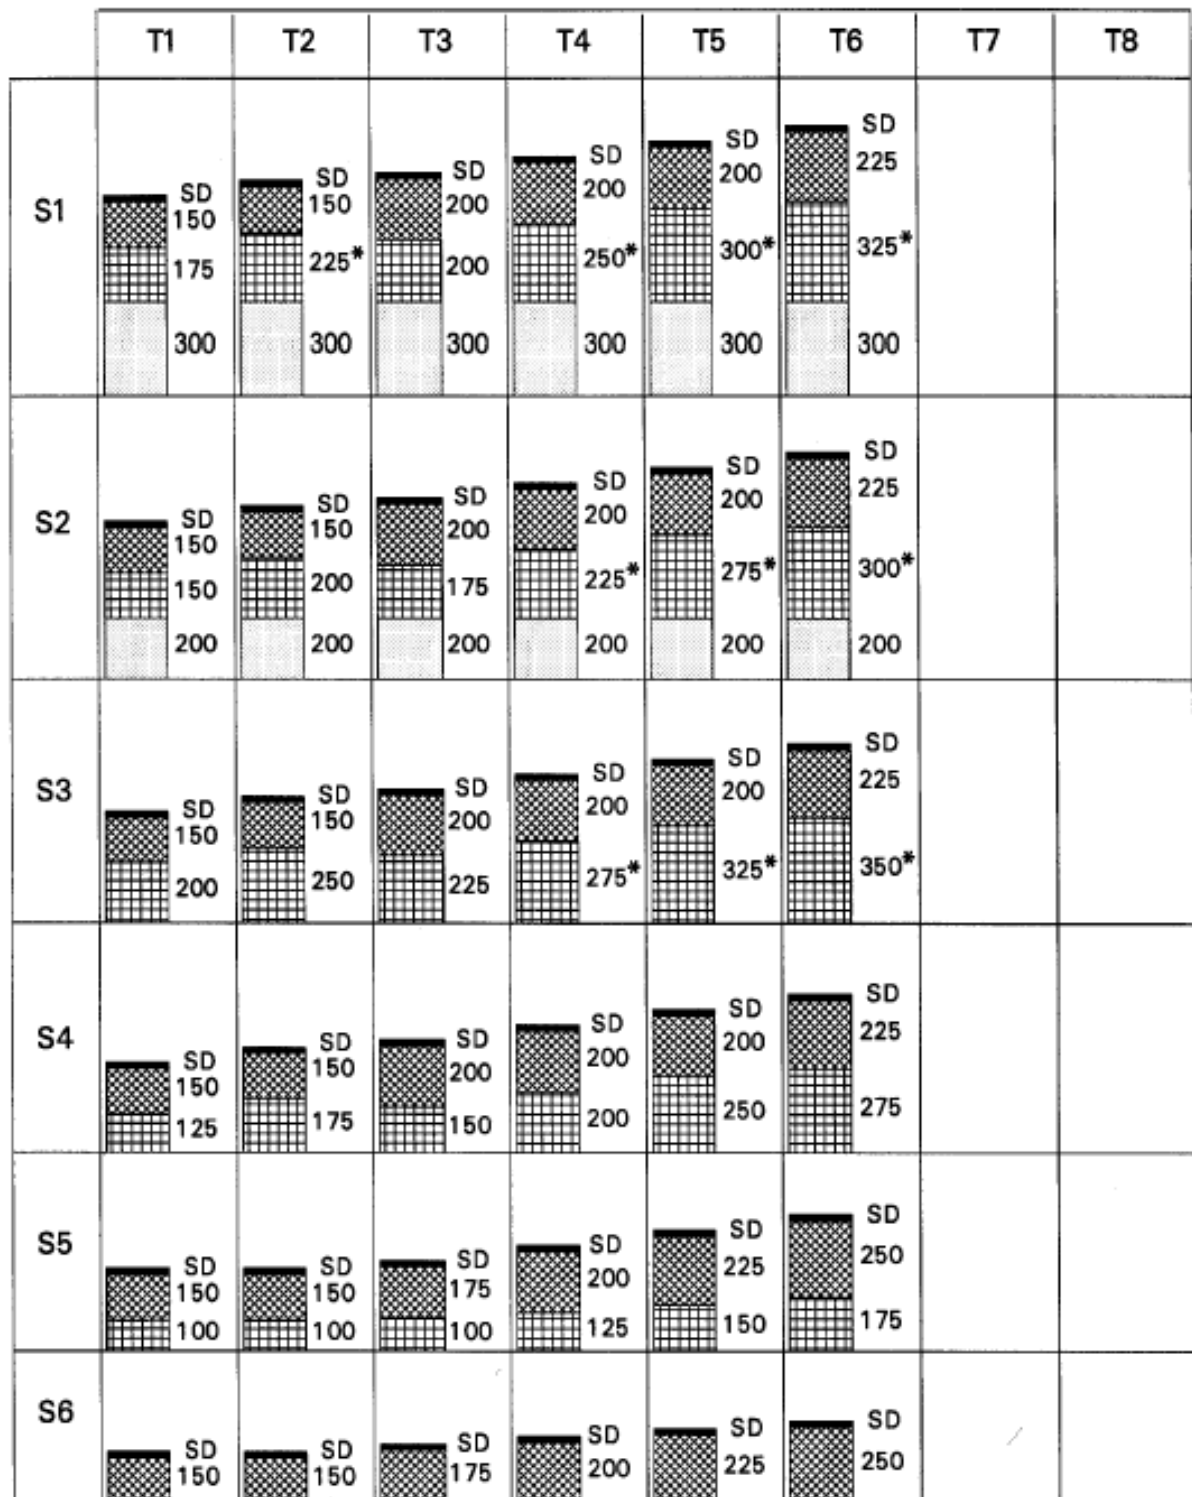 T1 T2 T3 T4 T5 T6 T7 T8
S1
SD SD SD SD SD SD
150 150 200 200 200 225
175 225* 200 250* 300* 325*
300 300 300 300 300 300
S2
SD SD SD SD SD SD
150 150 200 200 200 225
150 200 175 225* 275* 300*
200 200 200 200 200 200
S3
SD SD SD SD SD SD
150 150 200 200 200 225
200 250 225 275* 325* 350*
S4
SD SD SD SD SD SD
150 150 200 200 200 225
125 175 150 200 250 275
S5
SD SD SD SD SD SD
150 150 175 200 225 250
100 100 100 125 150 175
S6
SD SD SD SD SD SD
150 150 175 200 225 250